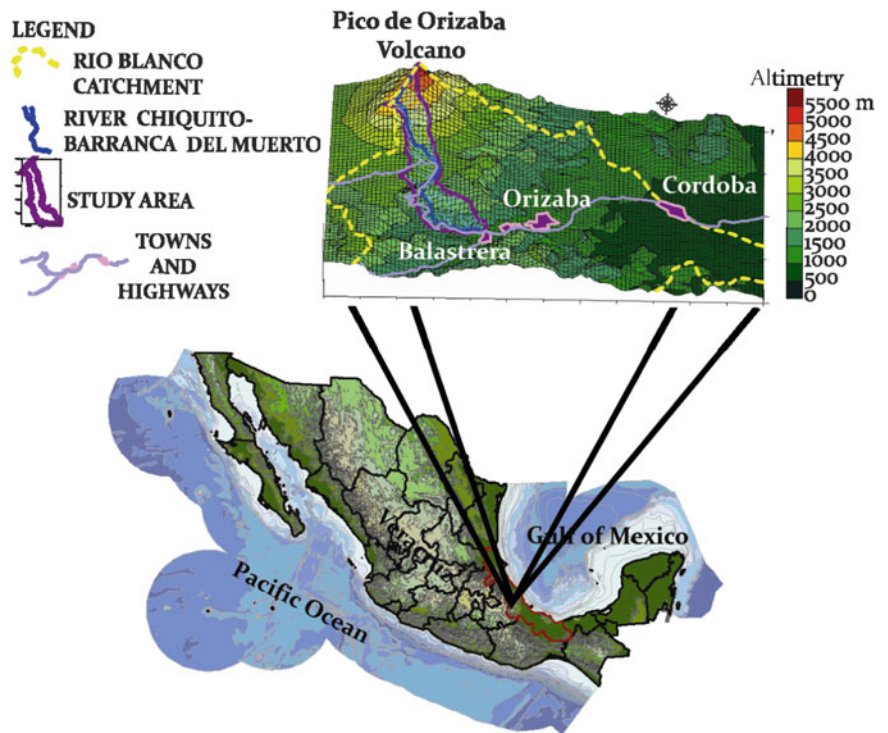 LEGEND
RIO BLANCO
CATCHMENT
RIVER CHIQUITO-
BARRANCA DEL MUERTO
STUDY AREA
TOWNS
AND
HIGHWAYS
Pico de Orizaba
Volcano
Orizaba
Cordoba
Balastrera
Altimetry
5500 m
5000
4500
4000
3500
3000
2500
2000
1500
1000
500
0
Gulf of Mexico
Veracruz
Pacific Ocean